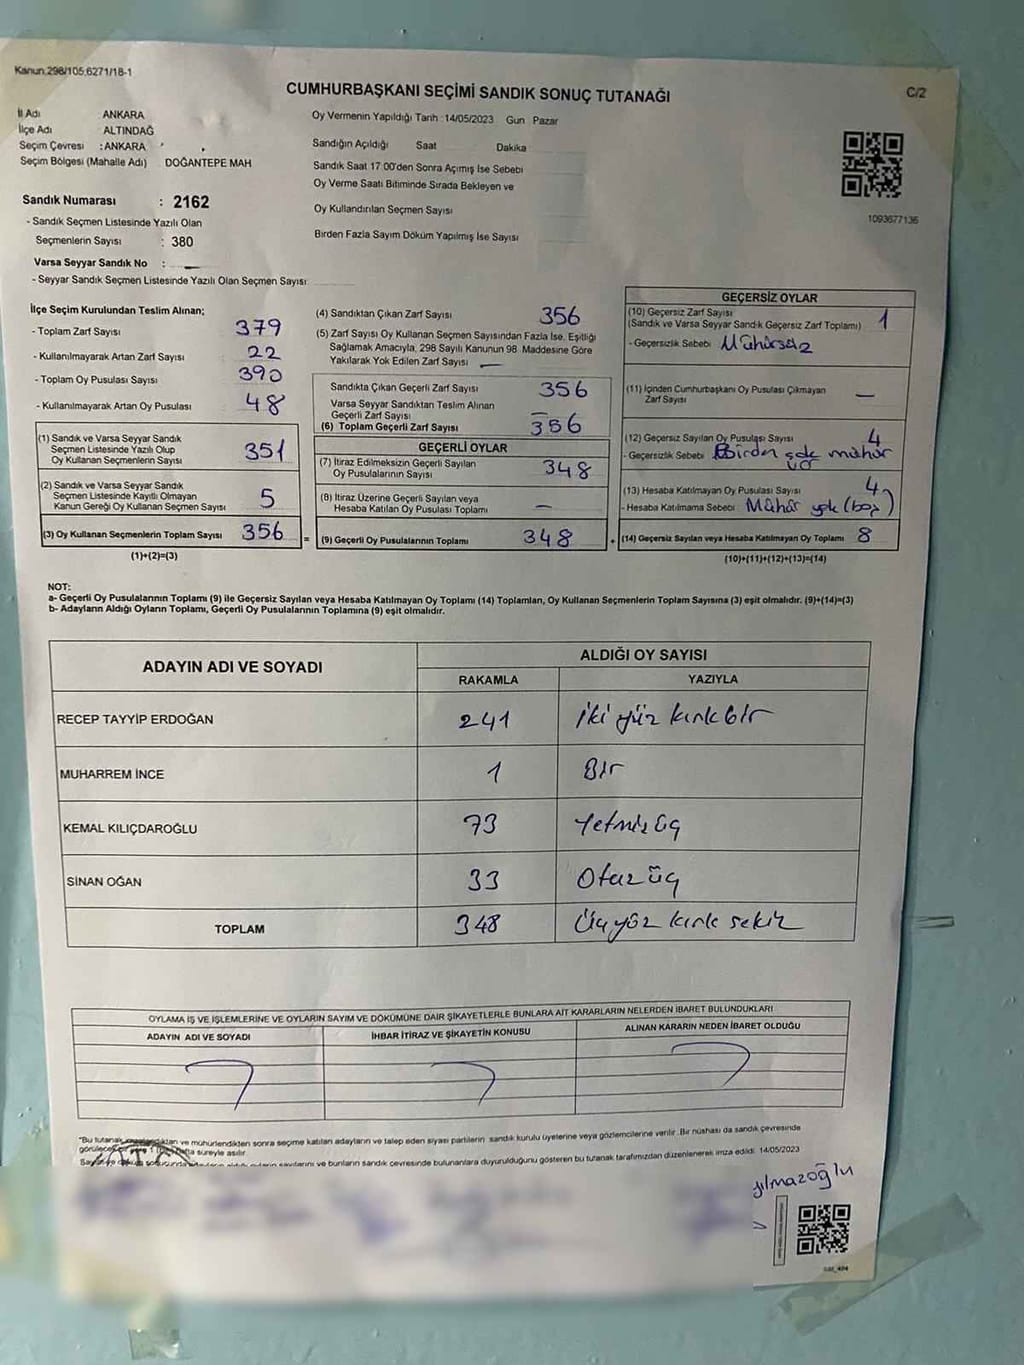 Kanun;298/105;6271/18-1
CUMHURBAŞKANI SEÇİMİ SANDIK SONUÇ TUTANAĞI
C/2
İl Adı ANKARA
İlçe Adı : ALTINDAĞ
Seçim Çevresi : ANKARA
Seçim Bölgesi (Mahalle Adı) DOĞANTEPE MAH
Sandık Numarası : 2162
- Sandık Seçmen Listesinde Yazılı Olan
Seçmenlerin Sayısı : 380
Varsa Seyyar Sandık No : —
- Seyyar Sandık Seçmen Listesinde Yazılı Olan Seçmen Sayısı:
Oy Vermenin Yapıldığı Tarih :14/05/2023 Gun Pazar
Sandığın Açıldığı Saat Dakika
Sandık Saat 17:00'den Sonra Açımış İse Sebebi
Oy Verme Saati Bitiminde Sırada Bekleyen ve
Oy Kullandırılan Seçmen Sayısı
Birden Fazla Sayım Döküm Yapılmış İse Sayısı
1093677136
İlçe Seçim Kurulundan Teslim Alınan;
- Toplam Zarf Sayısı 379
- Kullanılmayarak Artan Zarf Sayısı 22
- Toplam Oy Pusulası Sayısı 390
- Kullanılmayarak Artan Oy Pusulası 48
(1) Sandık ve Varsa Seyyar Sandık
Seçmen Listesinde Yazılı Olup
Oy Kullanan Seçmenlerin Sayısı 351
(2) Sandık ve Varsa Seyyar Sandık
Seçmen Listesinde Kayıtlı Olmayan
Kanun Gereği Oy Kullanan Seçmen Sayısı 5
(3) Oy Kullanan Seçmenlerin Toplam Sayısı 356
(1)+(2)=(3)
(4) Sandıktan Çıkan Zarf Sayısı 356
(5) Zarf Sayısı Oy Kullanan Seçmen Sayısından Fazla İse, Eşitliği
Sağlamak Amacıyla, 298 Sayılı Kanunun 98. Maddesine Göre
Yakılarak Yok Edilen Zarf Sayısı —
Sandıkta Çıkan Geçerli Zarf Sayısı 356
Varsa Seyyar Sandıktan Teslim Alınan
Geçerli Zarf Sayısı —
(6) Toplam Geçerli Zarf Sayısı 356
GEÇERLİ OYLAR
(7) İtiraz Edilmeksizin Geçerli Sayılan
Oy Pusulalarının Sayısı 348
(8) İtiraz Üzerine Geçerli Sayılan veya
Hesaba Katılan Oy Pusulası Toplamı —
= (9) Geçerli Oy Pusulalarının Toplamı 348 +
GEÇERSİZ OYLAR
(10) Geçersiz Zarf Sayısı
(Sandık ve Varsa Seyyar Sandık Geçersiz Zarf Toplamı) 1
- Geçersizlik Sebebi Mühürsüz
(11) İçinden Cumhurbaşkanı Oy Pusulası Çıkmayan
Zarf Sayısı —
(12) Geçersiz Sayılan Oy Pusulası Sayısı 4
- Geçersizlik Sebebi Birden çok mühür
var
(13) Hesaba Katılmayan Oy Pusulası Sayısı 4
- Hesaba Katılmama Sebebi Mühür yok (boş)
(14) Geçersiz Sayılan veya Hesaba Katılmayan Oy Toplamı 8
(10)+(11)+(12)+(13)=(14)
NOT:
a- Geçerli Oy Pusulalarının Toplamı (9) ile Geçersiz Sayılan veya Hesaba Katılmayan Oy Toplamı (14) Toplamları, Oy Kullanan Seçmenlerin Toplam Sayısına (3) eşit olmalıdır. (9)+(14)=(3)
b- Adayların Aldığı Oyların Toplamı, Geçerli Oy Pusulalarının Toplamına (9) eşit olmalıdır.
ADAYIN ADI VE SOYADI
ALDIĞI OY SAYISI
RAKAMLA YAZIYLA
RECEP TAYYİP ERDOĞAN 241 İki yüz kırk bir
MUHARREM İNCE 1 Bir
KEMAL KILIÇDAROĞLU 73 Yetmiş üç
SİNAN OĞAN 33 Otuz üç
TOPLAM 348 Üç yüz kırk sekiz
OYLAMA İŞ VE İŞLEMLERİNE VE OYLARIN SAYIM VE DÖKÜMÜNE DAİR ŞİKAYETLERLE BUNLARA AİT KARARLARIN NELERDEN İBARET BULUNDUKLARI
ADAYIN ADI VE SOYADI İHBAR İTİRAZ VE ŞİKAYETİN KONUSU ALINAN KARARIN NEDEN İBARET OLDUĞU
"Bu tutanak ve mühürlendikten sonra seçime katılan adayların ve talep eden siyasi partilerin sandık kurulu üyelerine veya gözlemcilerine verilir. Bir nüshası da sandık çevresinde
hafta süreyle asılır.
ve bunların sandık çevresinde bulunanlara duyurulduğunu gösteren bu tutanak tarafımızdan düzenlenerek imza edildi. 14/05/2023
yılmazoğlu